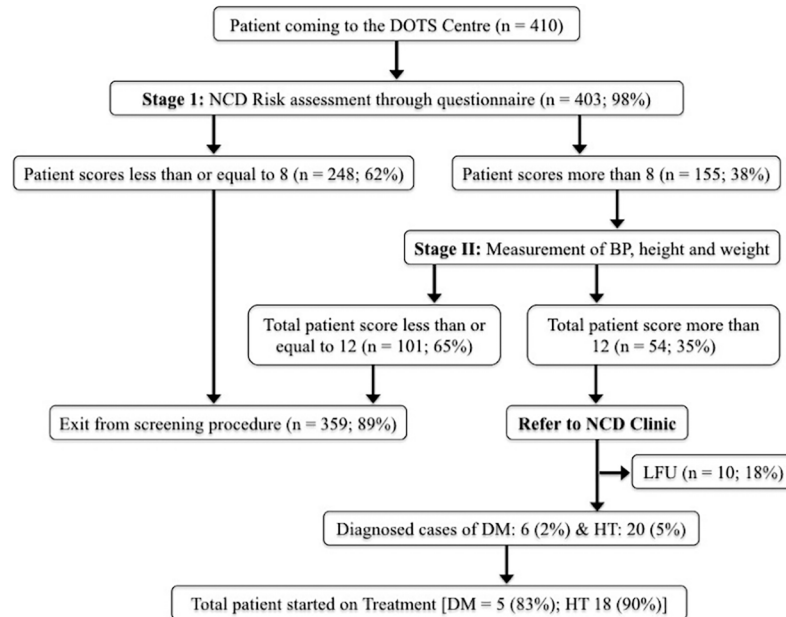 Patient coming to the DOTS Centre (n = 410)
Stage 1: NCD Risk assessment through questionnaire (n = 403; 98%)
Patient scores less than or equal to 8 (n = 248; 62%)
Patient scores more than 8 (n = 155; 38%)
Stage II: Measurement of BP, height and weight
Total patient score less than or
equal to 12 (n = 101; 65%)
Total patient score more than
12 (n = 54; 35%)
Exit from screening procedure (n = 359; 89%)
Refer to NCD Clinic
LFU (n = 10; 18%)
Diagnosed cases of DM: 6 (2%) & HT: 20 (5%)
Total patient started on Treatment [DM = 5 (83%); HT 18 (90%)]